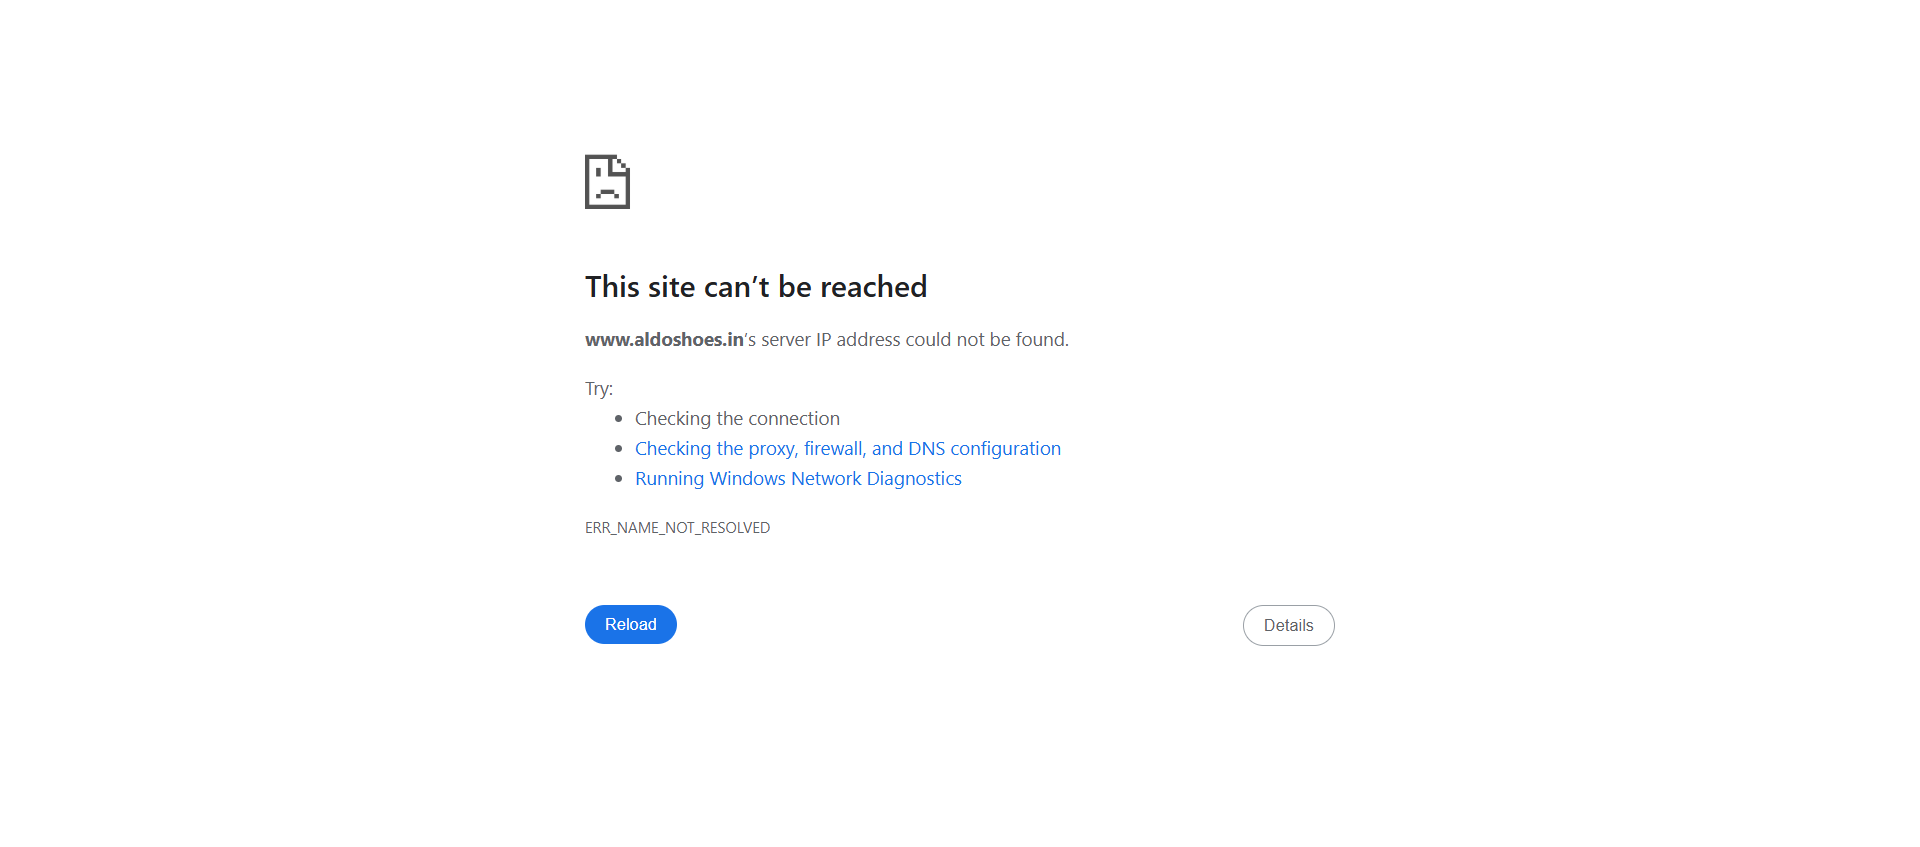 This site can’t be reached
www.aldoshoes.in’s server IP address could not be found.
Try:
Checking the connection
Checking the proxy, firewall, and DNS configuration
Running Windows Network Diagnostics
ERR_NAME_NOT_RESOLVED
Reload
Details